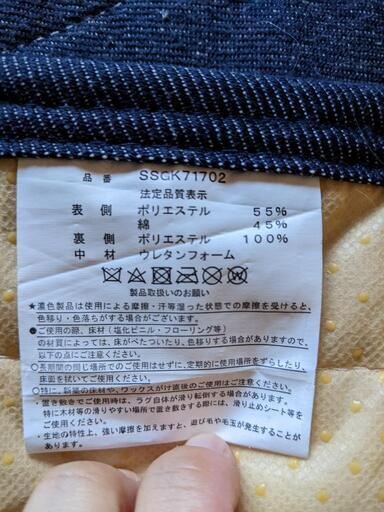 品番 SSGK71702
法定品質表示
表側 ポリエステル 55%
綿 45%
裏側 ポリエステル 100%
中材 ウレタンフォーム
製品取扱いのお願い
★濃色製品は使用による摩擦・汗等湿った状態での摩擦を受けると、
色移り・色落ちがする場合がございます。
●ご使用の際、床材(塩化ビニル・フローリング等)
の材質によっては、床がべたついたり、色移りしたりしますので、
以下の点にご注意ください。
○長期間の同じ場所でのご使用はせずに、定期的に使用場所をずらしたり、
床面を拭いてご使用ください。
○特に、新築の床材や、ワックスがけ直後のご使用はご注意ください。
・置き敷きでご使用時は、ラグ自体が滑り転倒する場合があります。
特に木材等の滑りやすい場所で置き敷きする際には、滑り止めシート等を
ご使用ください。
・生地の特性上、強い摩擦を加えますと、遊び毛や毛玉が発生することが
あります。